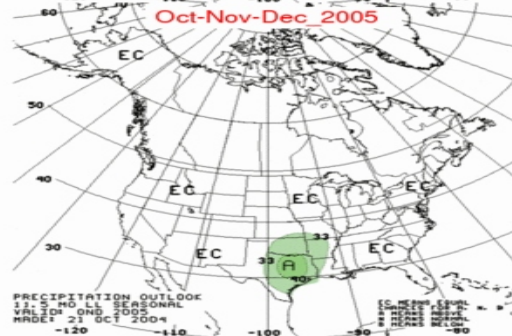 Oct-Nov-Dec_2005
60
EC
50
40
EC
EC
EC
33
30
EC
33
EC
A
40
PRECIPITATION OUTLOOK
11.5 MO LL SEASONAL
VALID: OND 2005
MADE: 21 OCT 2004
EC MEANS EQUAL
-120
-110
-100
-90
-80